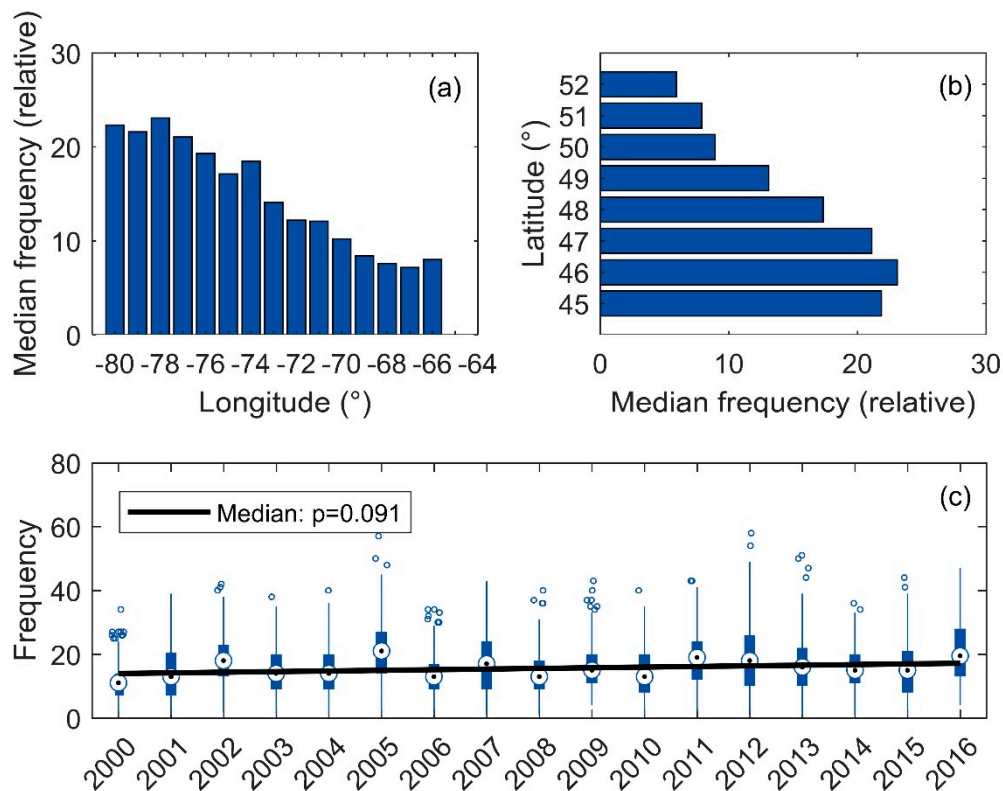 (a)
30
20
10
0
Median frequency (relative)
-80 -78 -76 -74 -72 -70 -68 -66 -64
Longitude (°)
(b)
52
51
50
49
48
47
46
45
Latitude (°)
0 10 20 30
Median frequency (relative)
(c)
80
60
40
20
0
Frequency
Median: p=0.091
2000 2001 2002 2003 2004 2005 2006 2007 2008 2009 2010 2011 2012 2013 2014 2015 2016